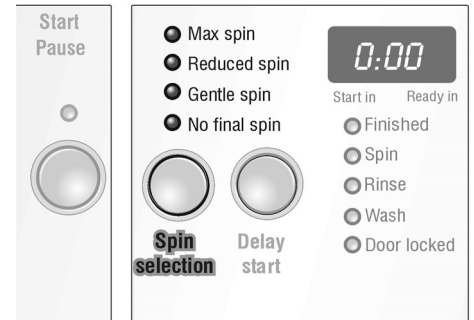 Start
Pause
Max spin
Reduced spin
Gentle spin
No final spin
Spin
selection
Delay
start
0:00
Start in Ready in
Finished
Spin
Rinse
Wash
Door locked